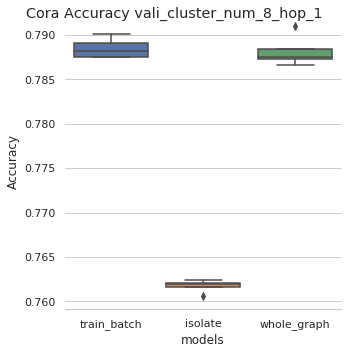 Cora Accuracy vali_cluster_num_8_hop_1
0.790
0.785
0.780
0.775
0.770
0.765
0.760
Accuracy
train_batch isolate whole_graph
models